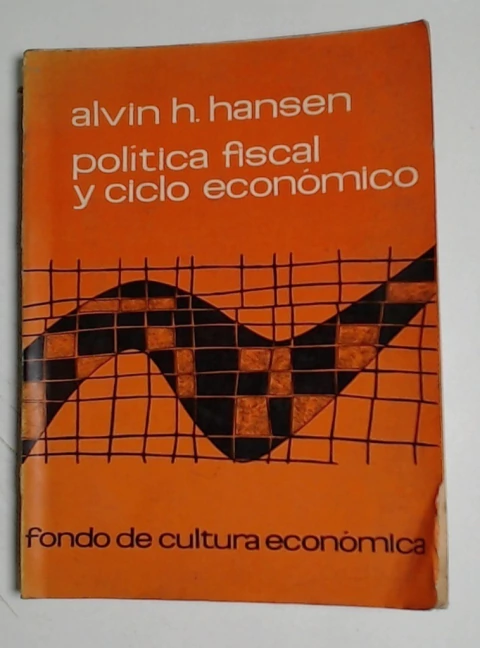 alvin h. hansen
política fiscal
y ciclo económico
fondo de cultura económica